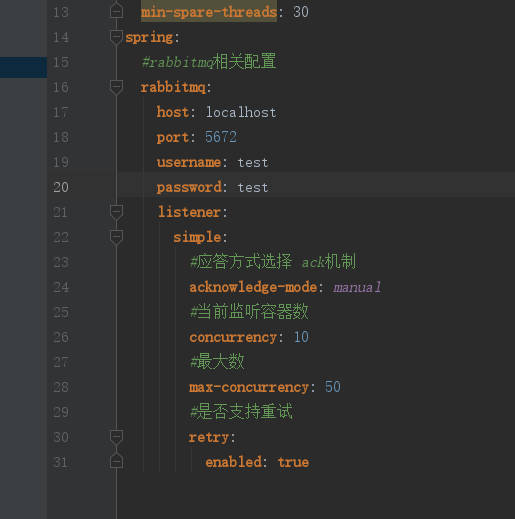 13 min-spare-threads: 30
14 spring:
15 #rabbitmq相关配置
16 rabbitmq:
17 host: localhost
18 port: 5672
19 username: test
20 password: test
21 listener:
22 simple:
23 #应答方式选择 ack机制
24 acknowledge-mode: manual
25 #当前监听容器数
26 concurrency: 10
27 #最大数
28 max-concurrency: 50
29 #是否支持重试
30 retry:
31 enabled: true